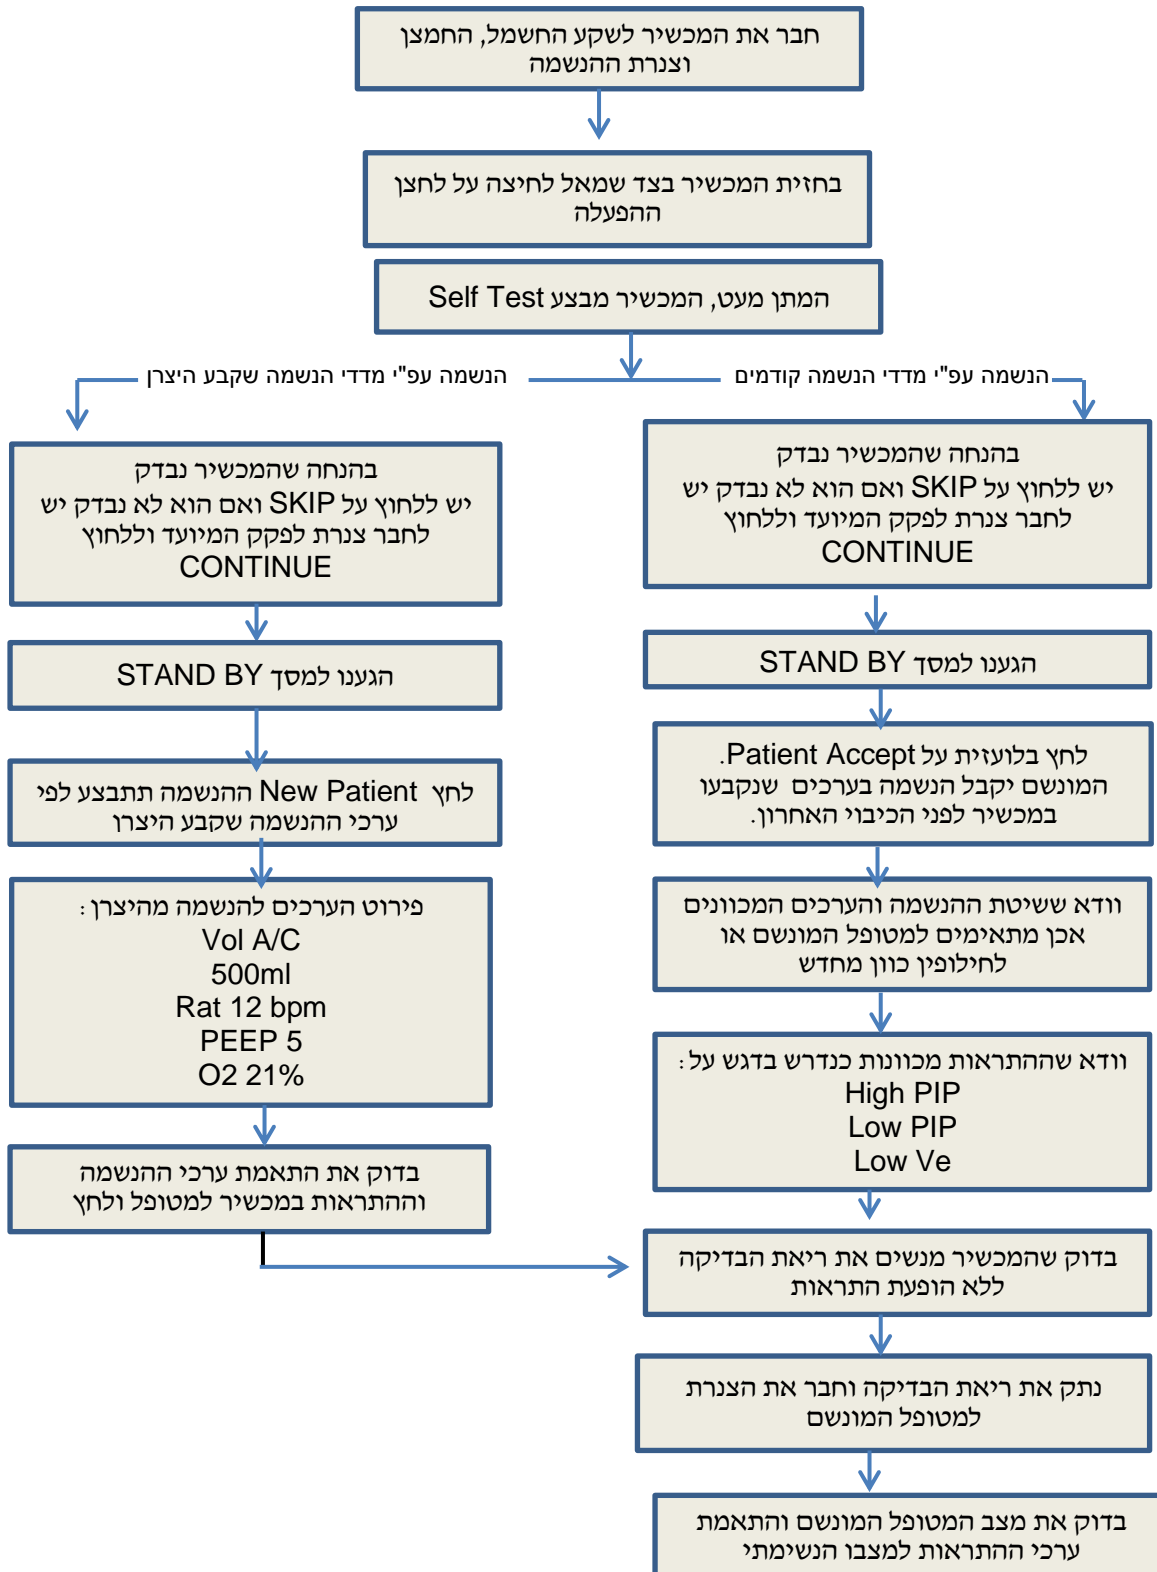 חבר את המכשיר לשקע החשמל, החמצן
וצנרת ההנשמה
בחזית המכשיר בצד שמאל לחיצה על לחצן
ההפעלה
המתן מעט, המכשיר מבצע Self Test
הנשמה עפ"י מדדי הנשמה קודמים
הנשמה עפ"י מדדי הנשמה שקבע היצרן
בהנחה שהמכשיר נבדק
יש ללחוץ על SKIP ואם הוא לא נבדק יש
לחבר צנרת לפקק המיועד וללחוץ
CONTINUE
הגענו למסך STAND BY
לחץ בלועזית על Patient Accept.
המונשם יקבל הנשמה בערכים שנקבעו
במכשיר לפני הכיבוי האחרון.
וודא ששיטת ההנשמה והערכים המכוונים
אכן מתאימים למטופל המונשם או
לחילופין כוון מחדש
וודא שההתראות מכוונות כנדרש בדגש על:
High PIP
Low PIP
Low Ve
בהנחה שהמכשיר נבדק
יש ללחוץ על SKIP ואם הוא לא נבדק יש
לחבר צנרת לפקק המיועד וללחוץ
CONTINUE
הגענו למסך STAND BY
לחץ New Patient ההנשמה תתבצע לפי
ערכי ההנשמה שקבע היצרן
פירוט הערכים להנשמה מהיצרן:
Vol A/C
500ml
Rat 12 bpm
PEEP 5
O2 21%
בדוק את התאמת ערכי ההנשמה
וההתראות במכשיר למטופל ולחץ
בדוק שהמכשיר מנשים את ריאת הבדיקה
ללא הופעת התראות
נתק את ריאת הבדיקה וחבר את הצנרת
למטופל המונשם
בדוק את מצב המטופל המונשם והתאמת
ערכי ההתראות למצבו הנשימתי